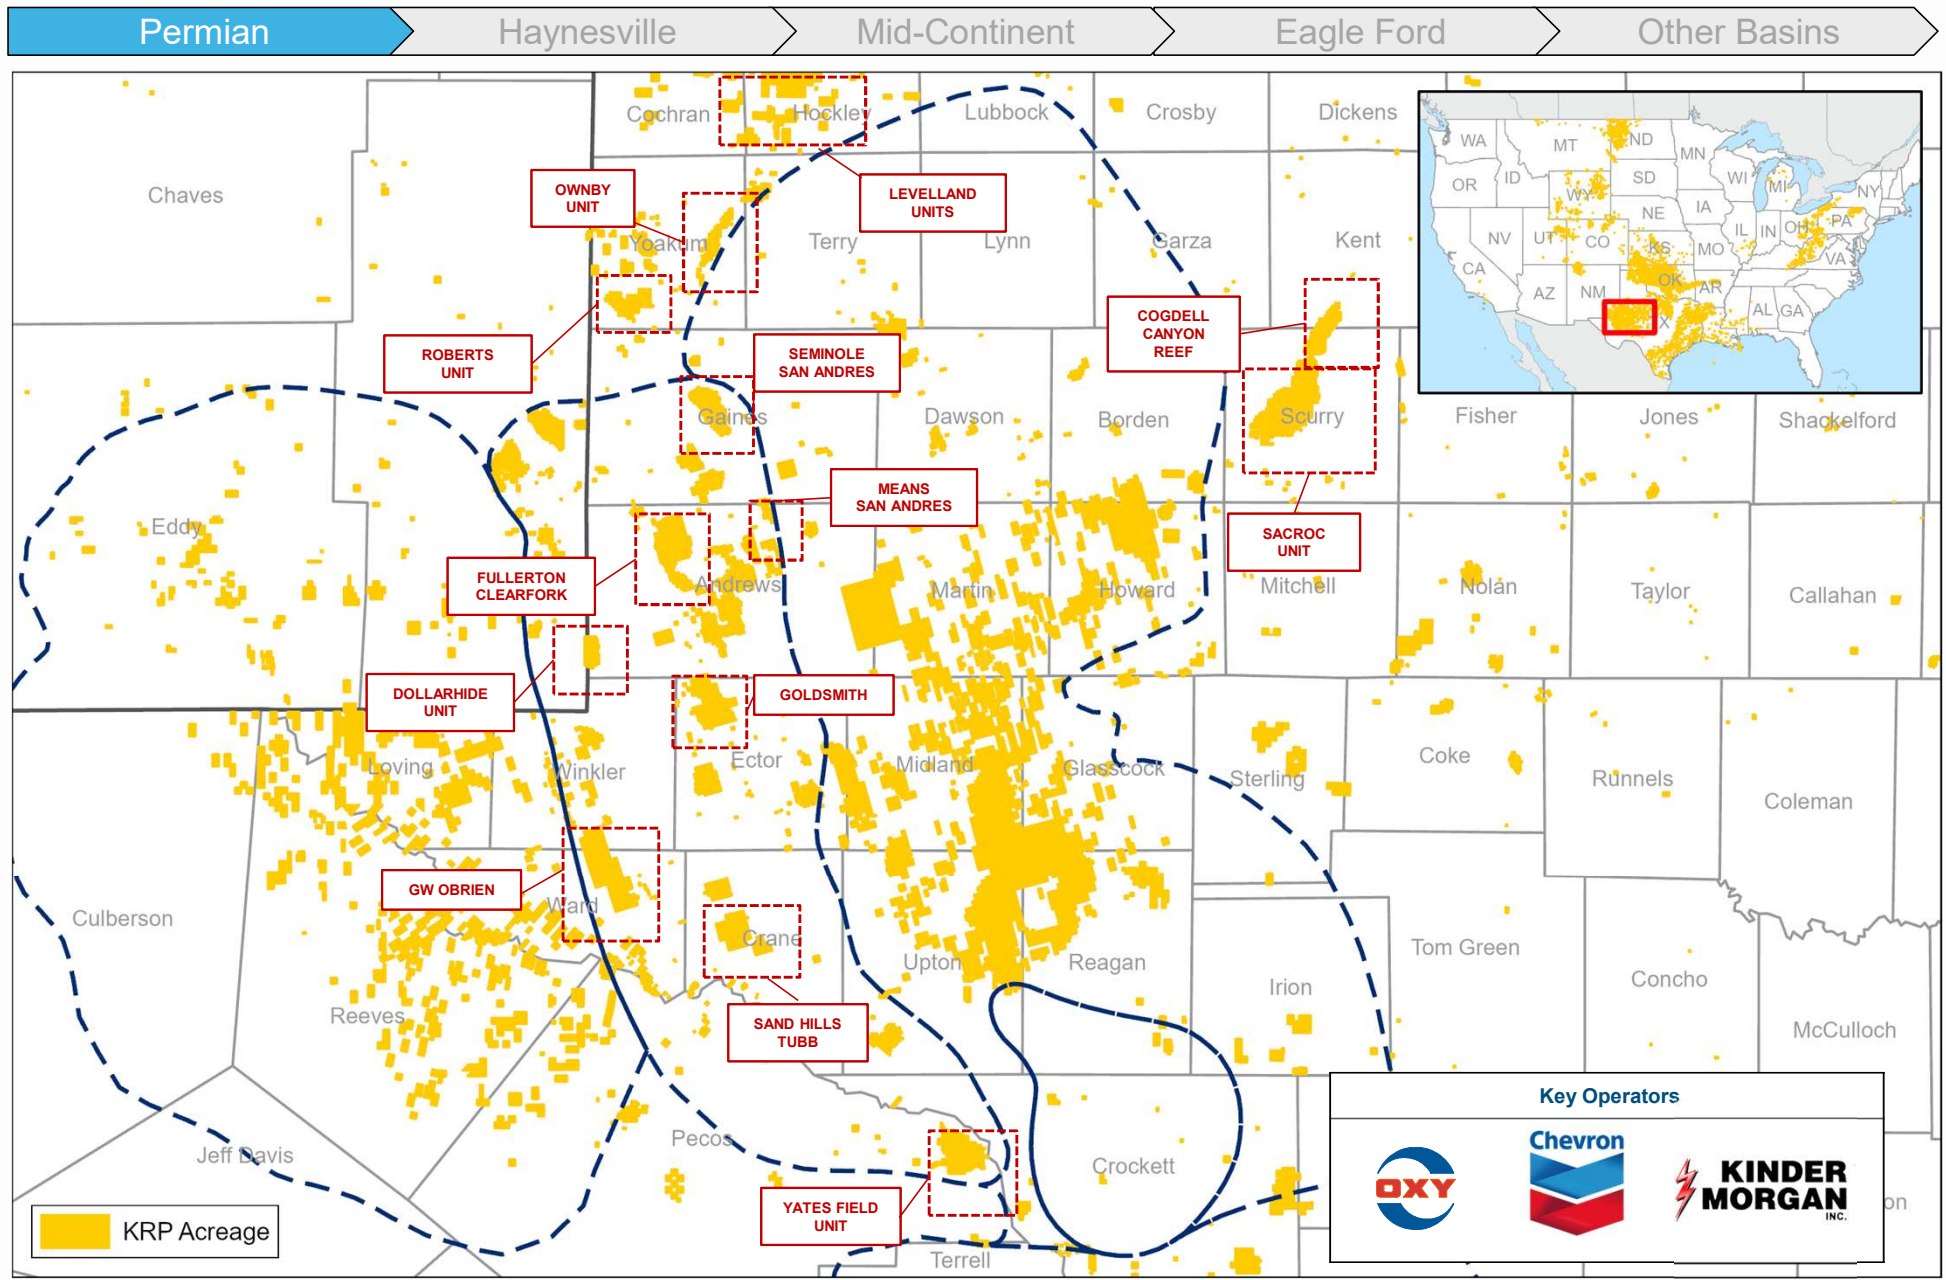 Permian
Haynesville
Mid-Continent
Eagle Ford
Other Basins
Cochran
Hockley
Lubbock
Crosby
Dickens
Chaves
OWNBY
UNIT
LEVELLAND
UNITS
Yoakum
Terry
Lynn
Garza
Kent
ROBERTS
UNIT
SEMINOLE
SAN ANDRES
COGDELL
CANYON
REEF
Gaines
Dawson
Borden
Scurry
Fisher
Jones
Shackelford
MEANS
SAN ANDRES
SACROC
UNIT
Eddy
FULLERTON
CLEARFORK
Andrews
Martin
Howard
Mitchell
Nolan
Taylor
Callahan
DOLLARHIDE
UNIT
GOLDSMITH
Loving
Winkler
Ector
Midland
Glasscock
Sterling
Coke
Runnels
Coleman
GW OBRIEN
Ward
Crane
Culberson
Upton
Reagan
Irion
Tom Green
Concho
McCulloch
Reeves
SAND HILLS
TUBB
Jeff Davis
Pecos
Crockett
YATES FIELD
UNIT
Terrell
KRP Acreage
WA
MT
ND
MN
OR
ID
SD
WI
MI
NY
WY
NE
IA
NV
UT
CO
KS
MO
IL
IN
OH
PA
VA
CA
AZ
NM
OK
AR
AL
GA
X
Key Operators
OXY
Chevron
KINDER
MORGAN
INC.
on